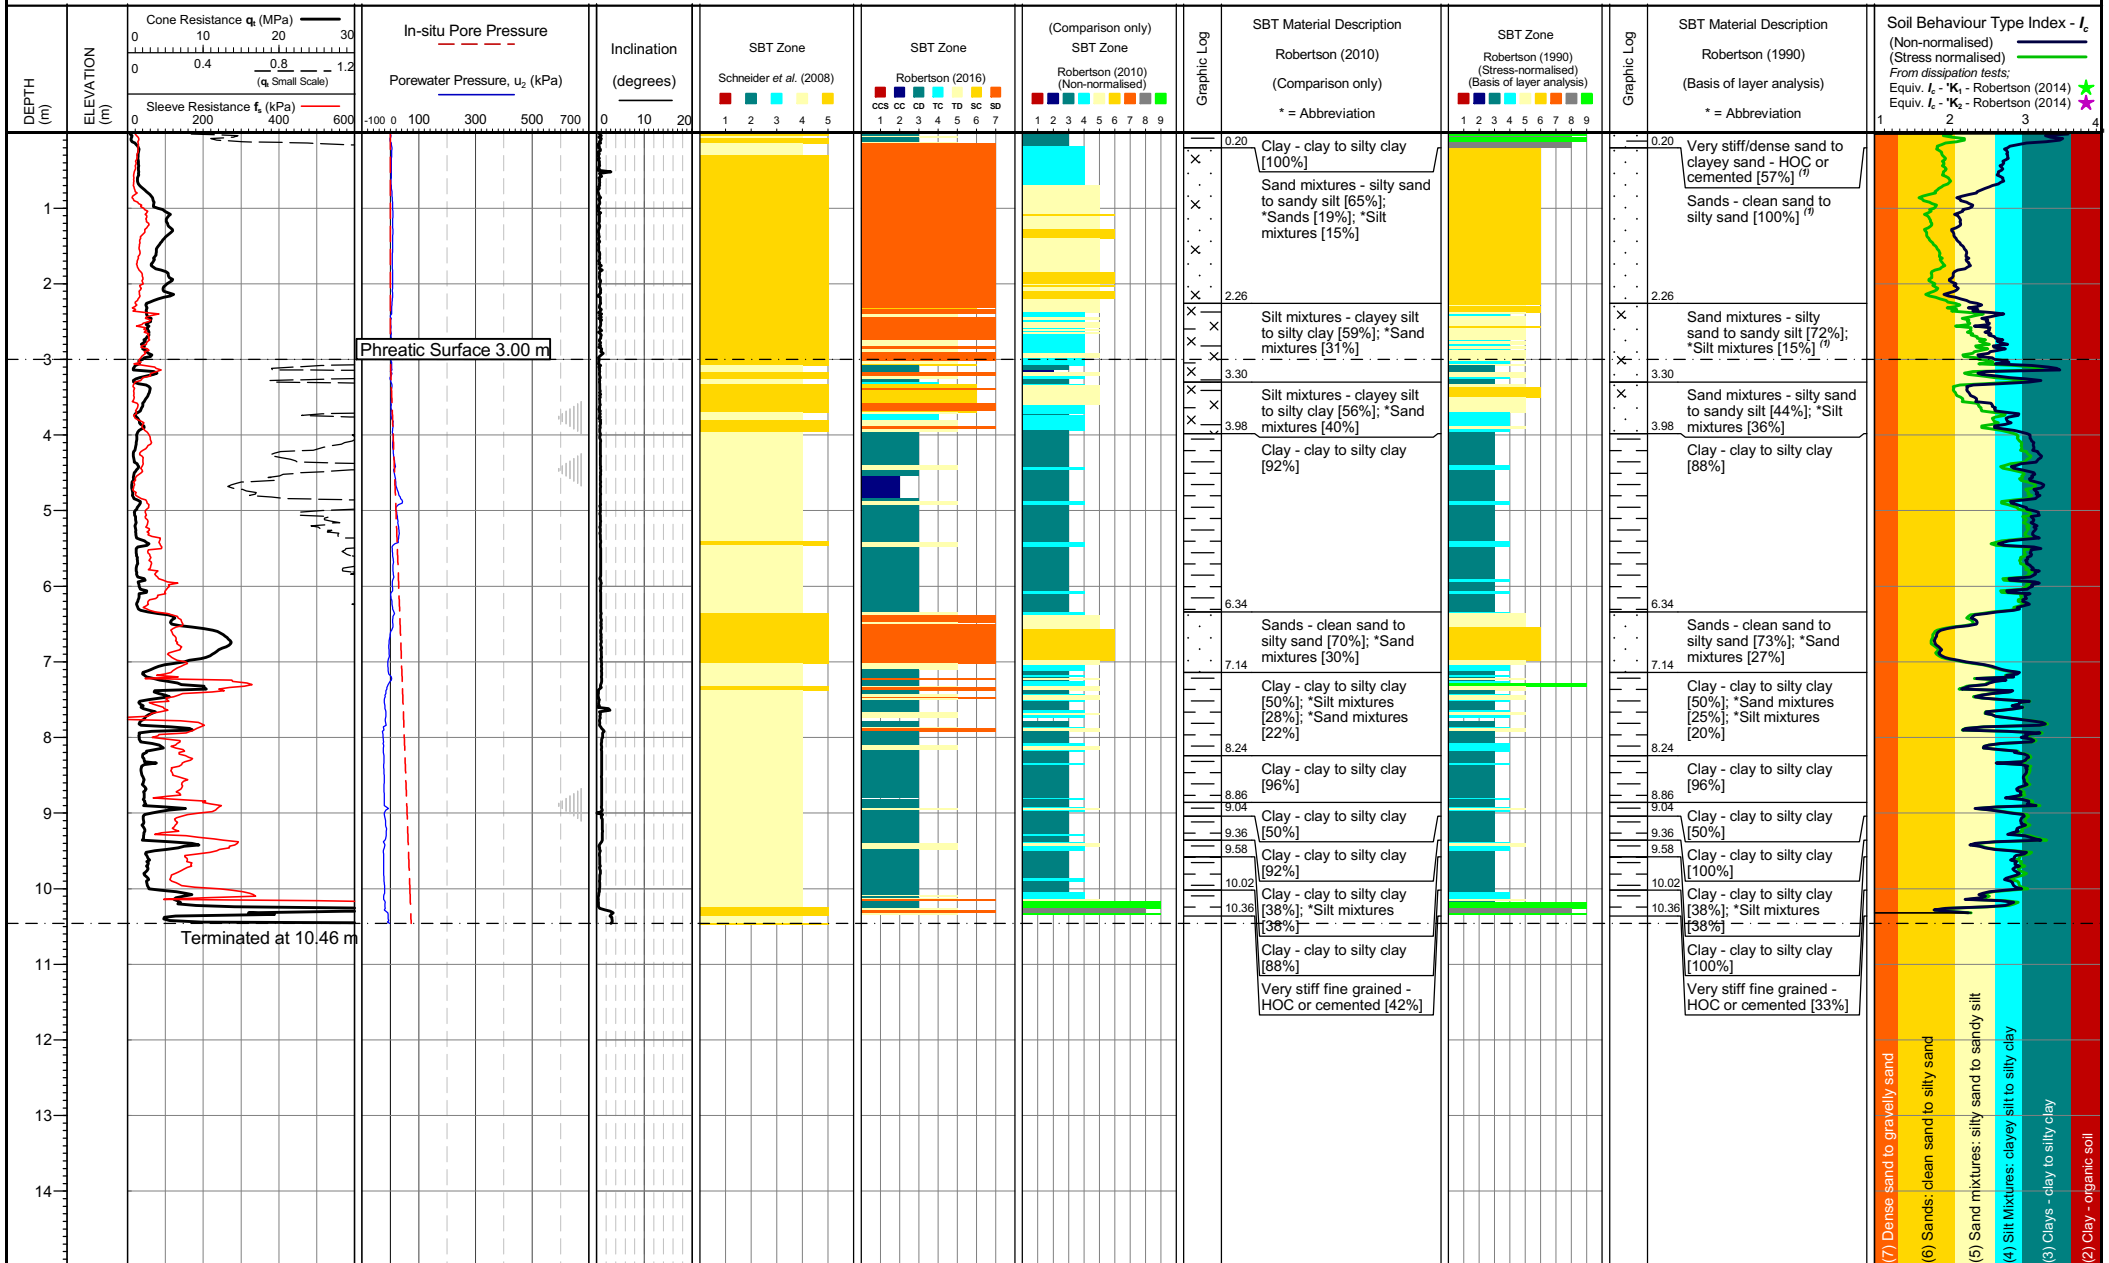 DEPTH
(m)
ELEVATION
(m)
Cone Resistance qt (MPa)
0 10 20 30
0 0.4 0.8 1.2
(qt Small Scale)
Sleeve Resistance fs (kPa)
0 200 400 600
In-situ Pore Pressure
Porewater Pressure, u2 (kPa)
-100 0 100 300 500 700
Inclination
(degrees)
0 10 20
SBT Zone
Schneider et al. (2008)
1 2 3 4 5
SBT Zone
Robertson (2016)
CCS CC CD TC TD SC SD
1 2 3 4 5 6 7
(Comparison only)
SBT Zone
Robertson (2010)
(Non-normalised)
1 2 3 4 5 6 7 8 9
Graphic Log
SBT Material Description
Robertson (2010)
(Comparison only)
* = Abbreviation
SBT Zone
Robertson (1990)
(Stress-normalised)
(Basis of layer analysis)
1 2 3 4 5 6 7 8 9
Graphic Log
SBT Material Description
Robertson (1990)
(Basis of layer analysis)
* = Abbreviation
Soil Behaviour Type Index - Ic
(Non-normalised)
(Stress normalised)
From dissipation tests;
Equiv. Ic - 'K1 - Robertson (2014)
Equiv. Ic - 'K2 - Robertson (2014)
1 2 3 4
1
2
3
4
5
6
7
8
9
10
11
12
13
14
Phreatic Surface 3.00 m
Terminated at 10.46 m
0.20
2.26
3.30
3.98
6.34
7.14
8.24
8.86
9.04
9.36
9.58
10.02
10.36
Clay - clay to silty clay
[100%]
Sand mixtures - silty sand
to sandy silt [65%];
*Sands [19%]; *Silt
mixtures [15%]
Silt mixtures - clayey silt
to silty clay [59%]; *Sand
mixtures [31%]
Silt mixtures - clayey silt
to silty clay [56%]; *Sand
mixtures [40%]
Clay - clay to silty clay
[92%]
Sands - clean sand to
silty sand [70%]; *Sand
mixtures [30%]
Clay - clay to silty clay
[50%]; *Silt mixtures
[28%]; *Sand mixtures
[22%]
Clay - clay to silty clay
[96%]
Clay - clay to silty clay
[50%]
Clay - clay to silty clay
[92%]
Clay - clay to silty clay
[38%]; *Silt mixtures
[38%]
Clay - clay to silty clay
[88%]
Very stiff fine grained -
HOC or cemented [42%]
0.20
2.26
3.30
3.98
6.34
7.14
8.24
8.86
9.04
9.36
9.58
10.02
10.36
Very stiff/dense sand to
clayey sand - HOC or
cemented [57%] (1)
Sands - clean sand to
silty sand [100%] (1)
Sand mixtures - silty
sand to sandy silt [72%];
*Silt mixtures [15%] (1)
Sand mixtures - silty sand
to sandy silt [44%]; *Silt
mixtures [36%]
Clay - clay to silty clay
[88%]
Sands - clean sand to
silty sand [73%]; *Sand
mixtures [27%]
Clay - clay to silty clay
[50%]; *Sand mixtures
[25%]; *Silt mixtures
[20%]
Clay - clay to silty clay
[96%]
Clay - clay to silty clay
[50%]
Clay - clay to silty clay
[100%]
Clay - clay to silty clay
[38%]; *Silt mixtures
[38%]
Clay - clay to silty clay
[100%]
Very stiff fine grained -
HOC or cemented [33%]
(7) Dense sand to gravelly sand
(6) Sands: clean sand to silty sand
(5) Sand mixtures: silty sand to sandy silt
(4) Silt Mixtures: clayey silt to silty clay
(3) Clays - clay to silty clay
(2) Clay - organic soil